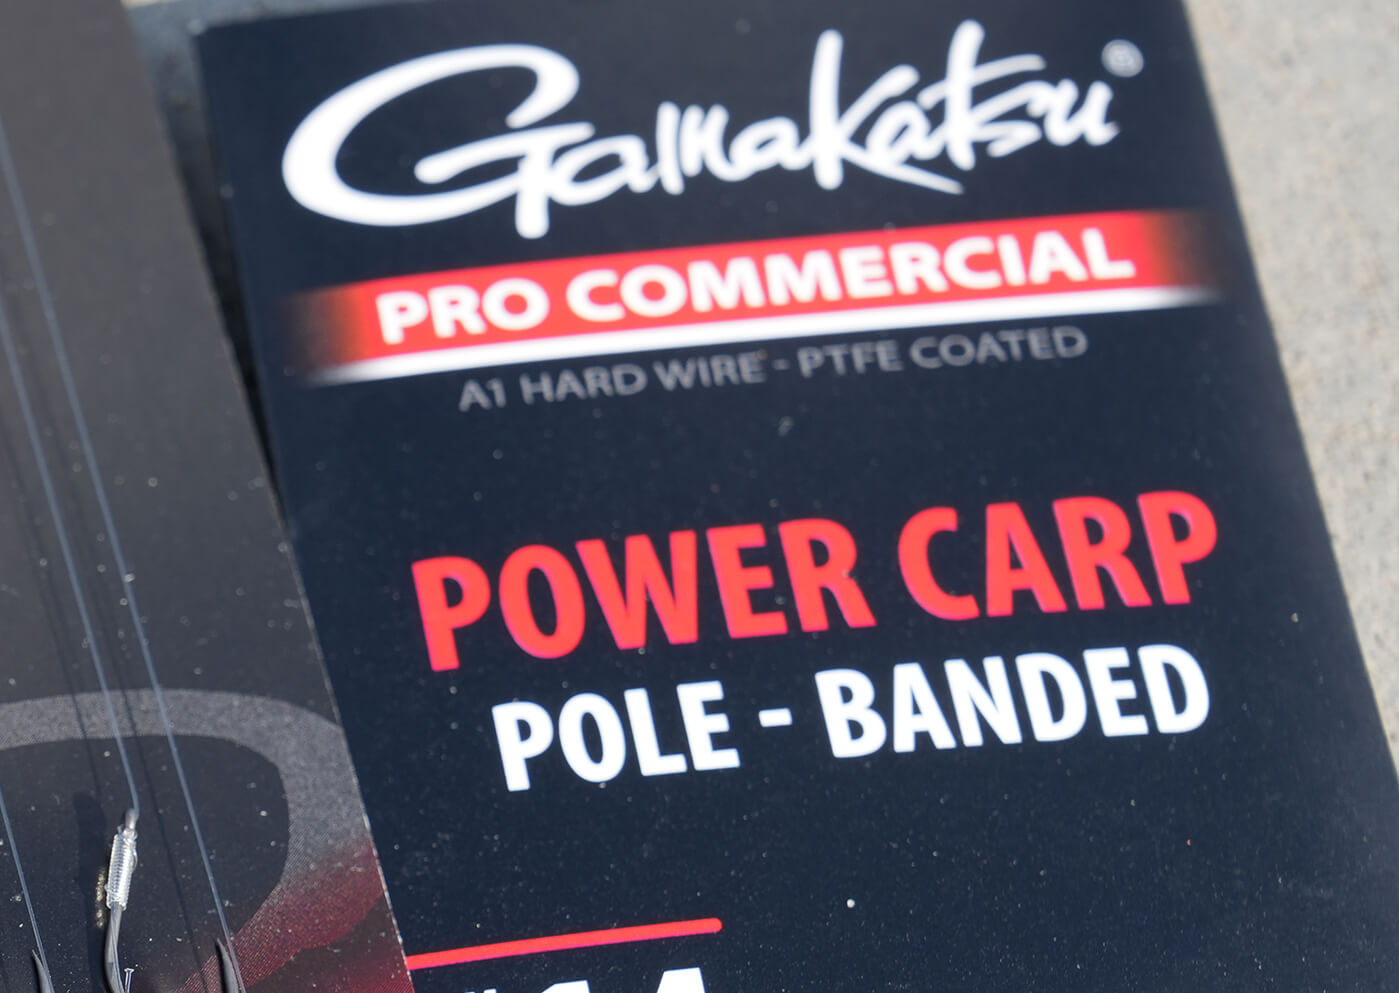 Gamakatsu®
PRO COMMERCIAL
A1 HARD WIRE - PTFE COATED
POWER CARP
POLE - BANDED